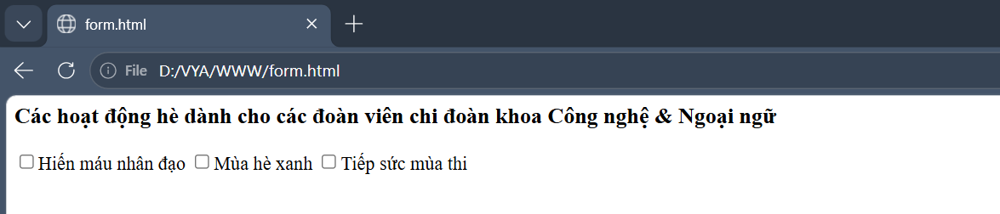 form.html
File D:/VYA/WWW/form.html
Các hoạt động hè dành cho các đoàn viên chi đoàn khoa Công nghệ & Ngoại ngữ
Hiến máu nhân đạo Mùa hè xanh Tiếp sức mùa thi